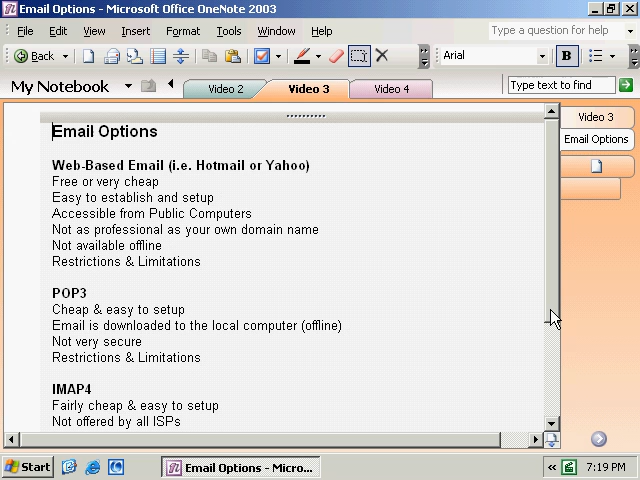 Email Options - Microsoft Office OneNote 2003
File Edit View Insert Format Tools Window Help
Type a question for help
Back
Arial
B
My Notebook
Video 2
Video 3
Video 4
Type text to find
Video 3
Email Options
Email Options
Web-Based Email (i.e. Hotmail or Yahoo)
Free or very cheap
Easy to establish and setup
Accessible from Public Computers
Not as professional as your own domain name
Not available offline
Restrictions & Limitations
POP3
Cheap & easy to setup
Email is downloaded to the local computer (offline)
Not very secure
Restrictions & Limitations
IMAP4
Fairly cheap & easy to setup
Not offered by all ISPs
Start
Email Options - Micro...
7:19 PM